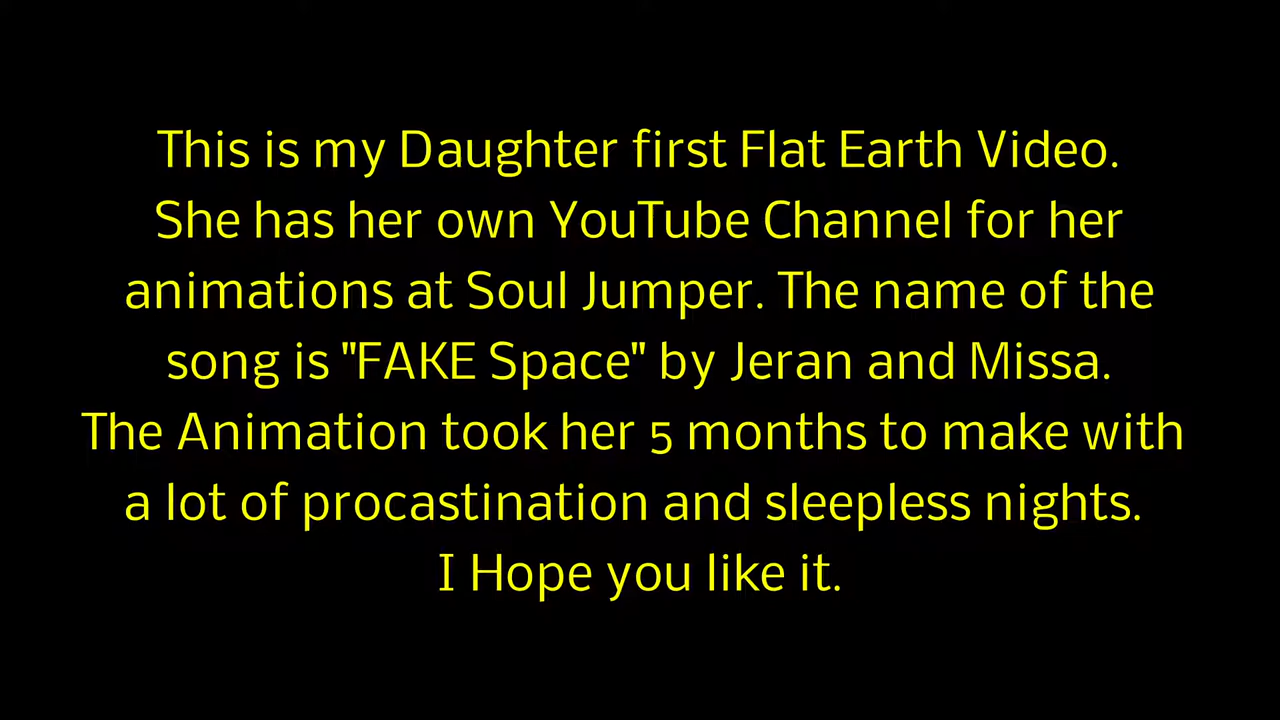 This is my Daughter first Flat Earth Video.
She has her own YouTube Channel for her
animations at Soul Jumper. The name of the
song is "FAKE Space" by Jeran and Missa.
The Animation took her 5 months to make with
a lot of procastination and sleepless nights.
I Hope you like it.